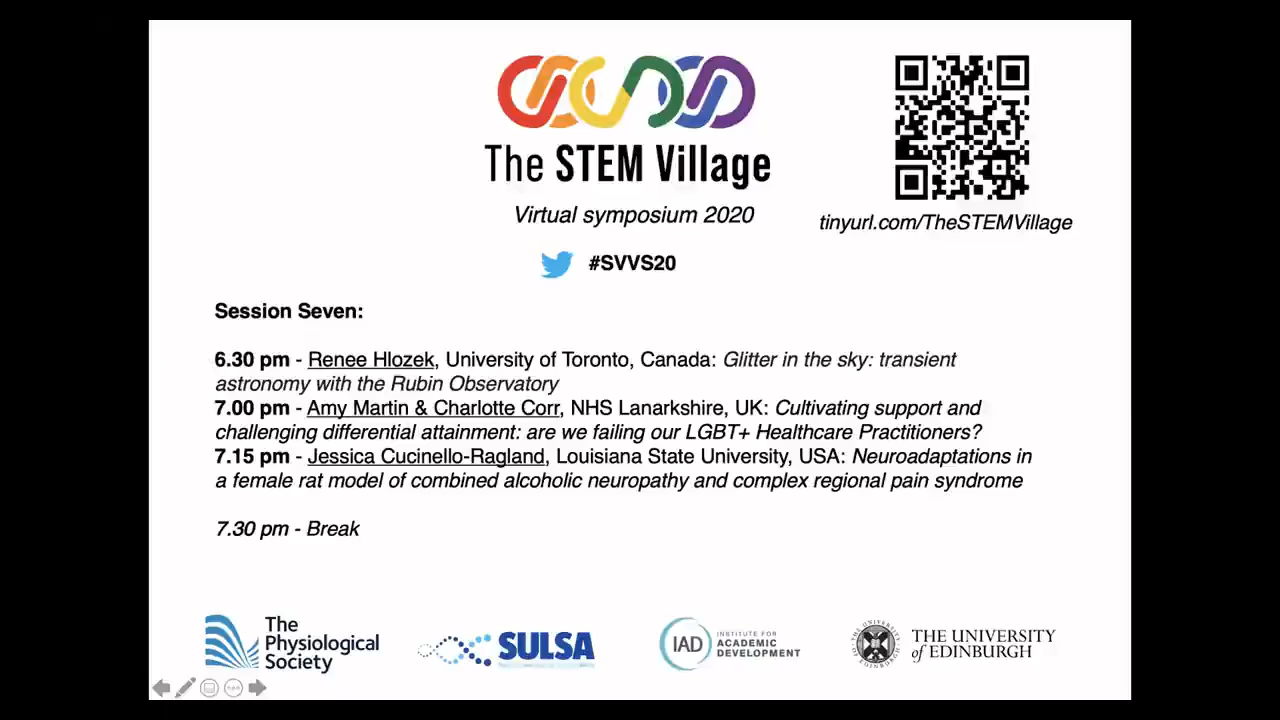 The STEM Village
Virtual symposium 2020
tinyurl.com/TheSTEMVillage
#SVVS20
Session Seven:
6.30 pm - Renee Hlozek, University of Toronto, Canada: Glitter in the sky: transient
astronomy with the Rubin Observatory
7.00 pm - Amy Martin & Charlotte Corr, NHS Lanarkshire, UK: Cultivating support and
challenging differential attainment: are we failing our LGBT+ Healthcare Practitioners?
7.15 pm - Jessica Cucinello-Ragland, Louisiana State University, USA: Neuroadaptations in
a female rat model of combined alcoholic neuropathy and complex regional pain syndrome
7.30 pm - Break
The
Physiological
Society
SULSA
IAD
INSTITUTE FOR
ACADEMIC
DEVELOPMENT
THE UNIVERSITY
of EDINBURGH